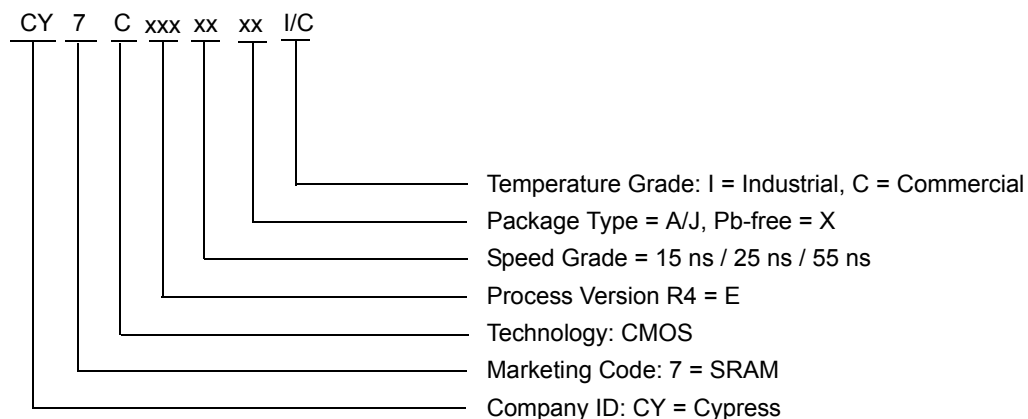 CY 7 C xxx xx xx I/C
Temperature Grade: I = Industrial, C = Commercial
Package Type = A/J, Pb-free = X
Speed Grade = 15 ns / 25 ns / 55 ns
Process Version R4 = E
Technology: CMOS
Marketing Code: 7 = SRAM
Company ID: CY = Cypress